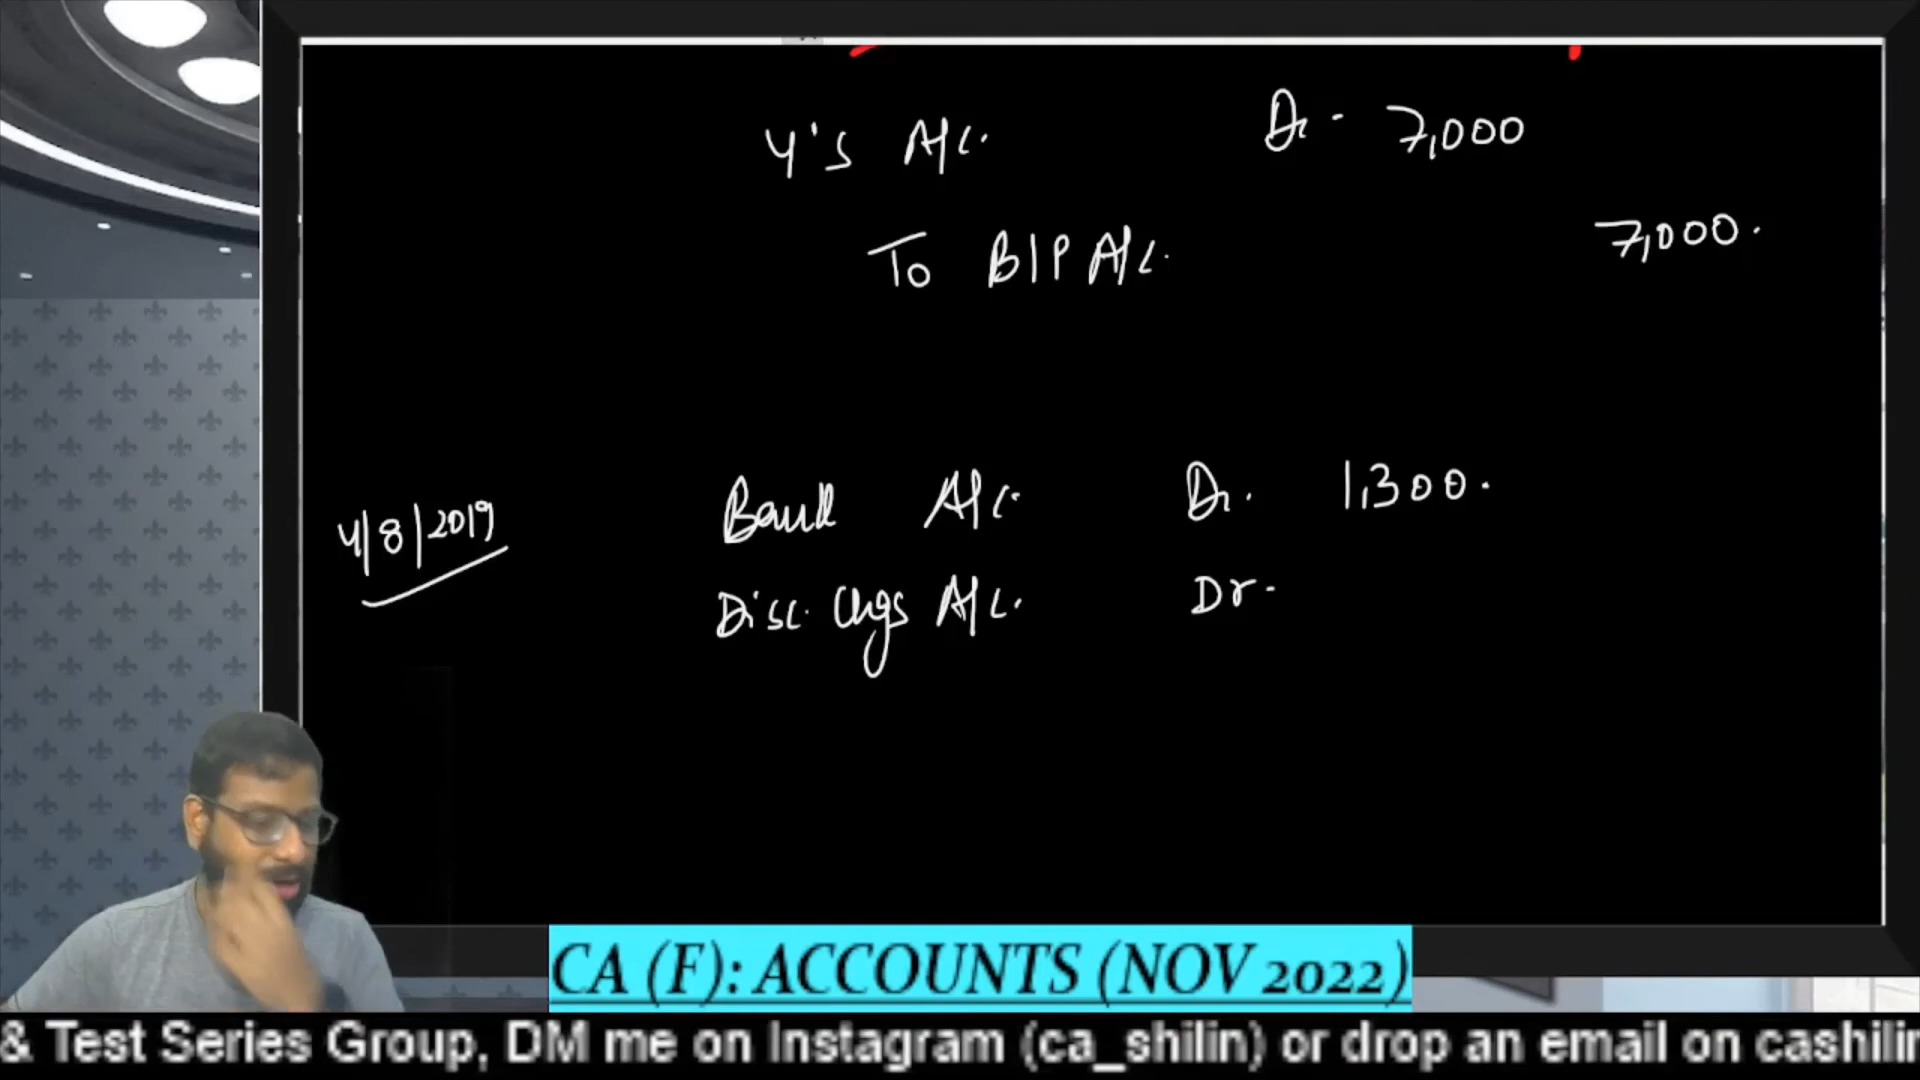 Y's A/c. Dr. 7,000
To B/P A/c. 7,000.
4/8/2019 Bank A/c. Dr. 1,300.
Disc. Chgs A/c. Dr.
CA (F): ACCOUNTS (NOV 2022)
& Test Series Group, DM me on Instagram (ca_shilin) or drop an email on cashilin